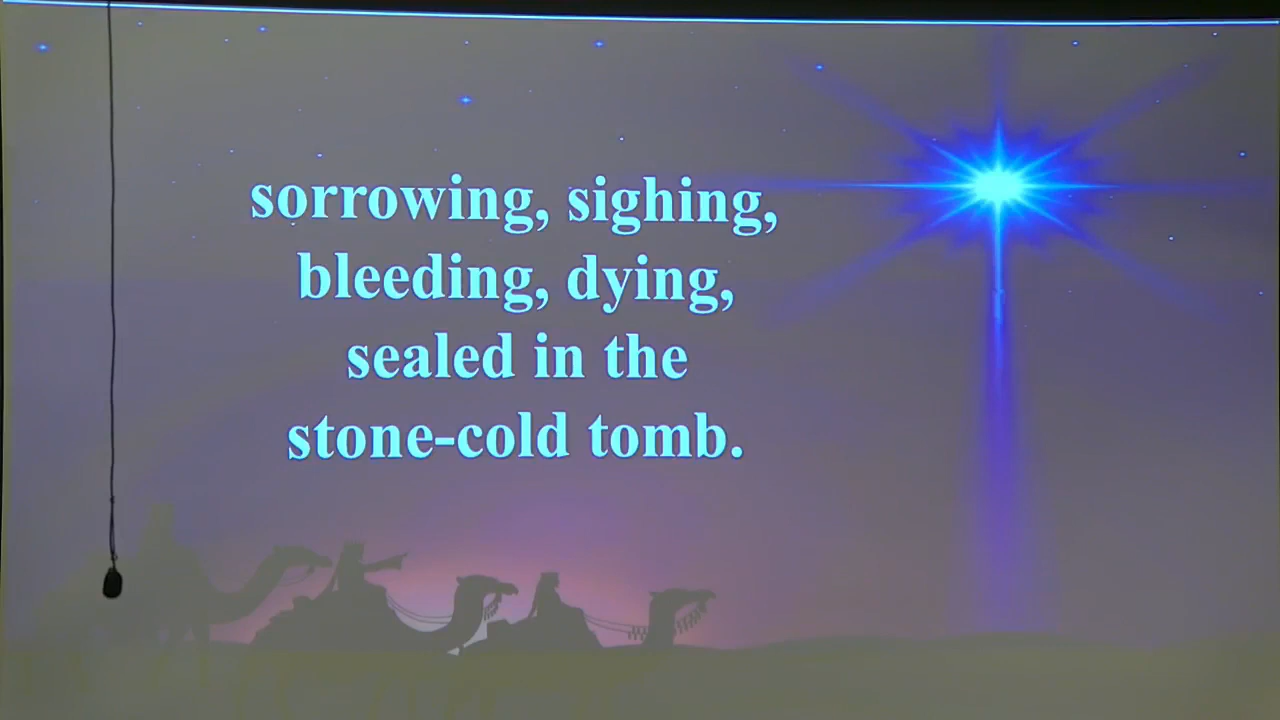 sorrowing, sighing,
bleeding, dying,
sealed in the
stone-cold tomb.